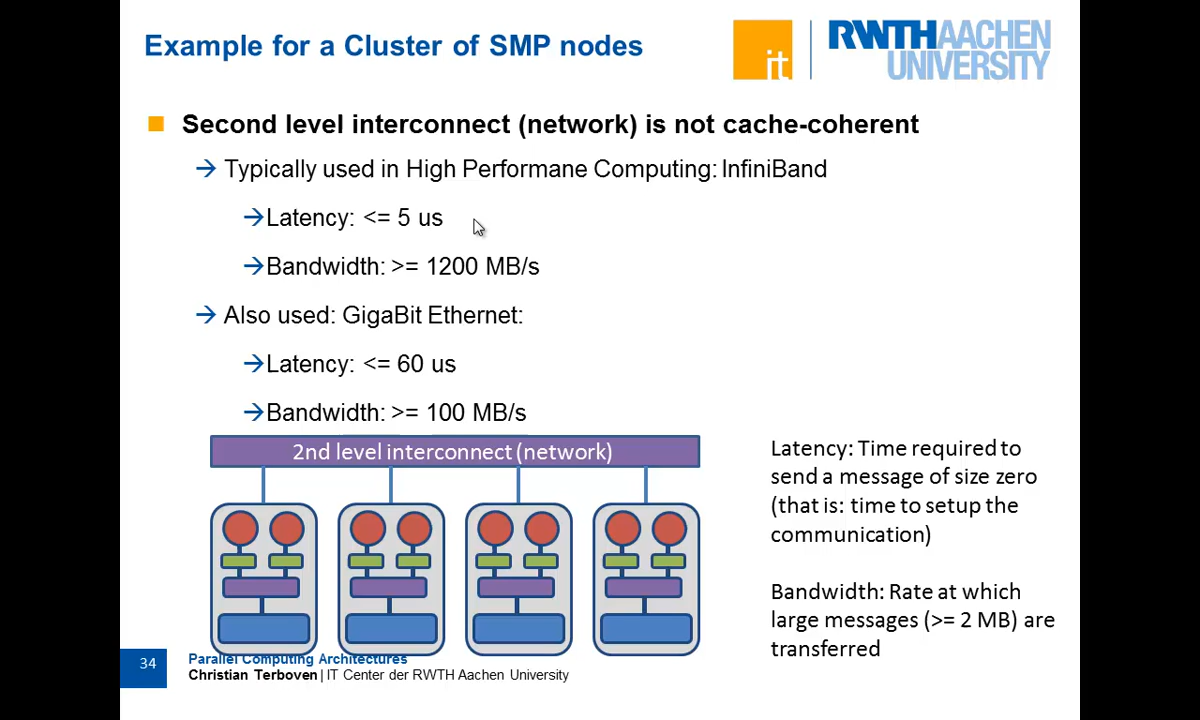 Example for a Cluster of SMP nodes
it
RWTHAACHEN
UNIVERSITY
Second level interconnect (network) is not cache-coherent
→ Typically used in High Performane Computing: InfiniBand
→Latency: <= 5 us
→Bandwidth: >= 1200 MB/s
→ Also used: GigaBit Ethernet:
→Latency: <= 60 us
→Bandwidth: >= 100 MB/s
2nd level interconnect (network)
Latency: Time required to
send a message of size zero
(that is: time to setup the
communication)
Bandwidth: Rate at which
large messages (>= 2 MB) are
transferred
34
Parallel Computing Architectures
Christian Terboven | IT Center der RWTH Aachen University